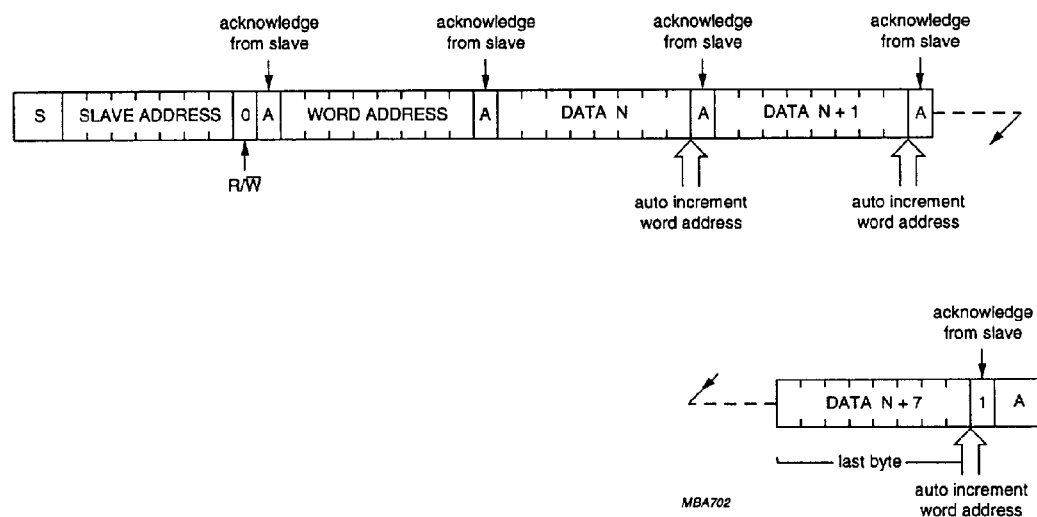 acknowledge acknowledge acknowledge acknowledge
from slave from slave from slave from slave
S SLAVE ADDRESS 0 A WORD ADDRESS A DATA N A DATA N + 1 A
R/W̅
auto increment auto increment
word address word address
acknowledge
from slave
DATA N + 7 1 A
last byte
auto increment
word address
MBA702